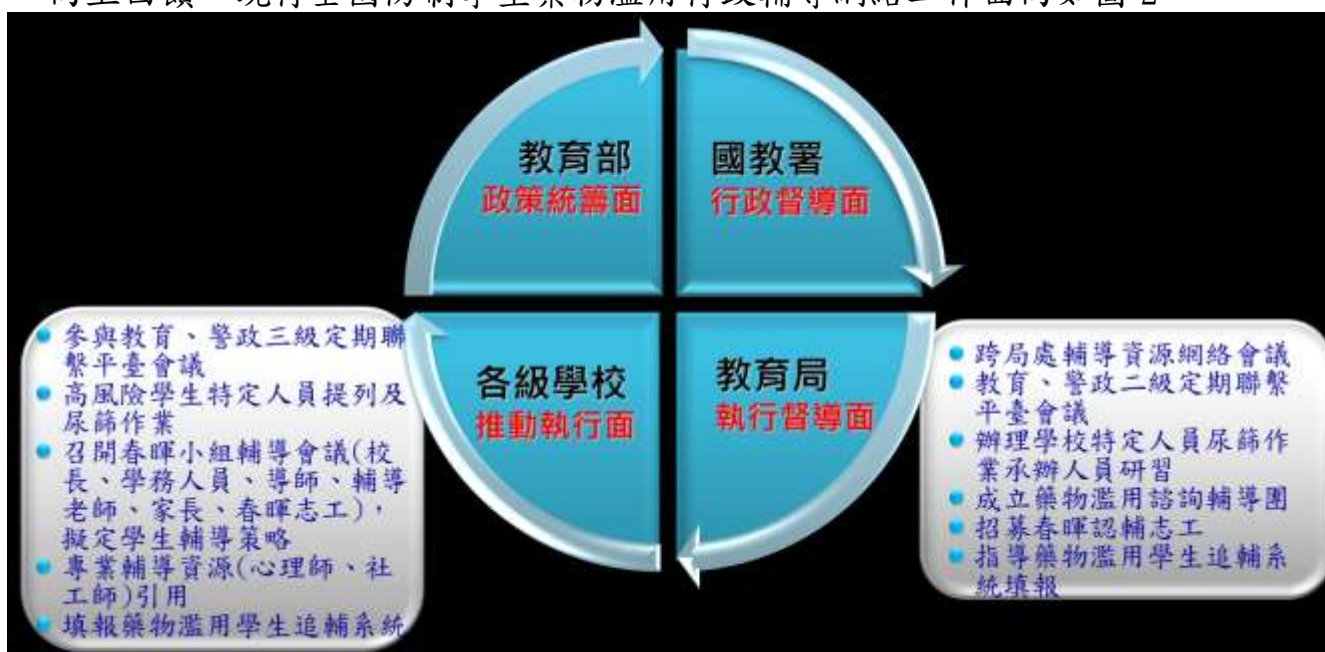 教育部
政策統籌面
國教署
行政督導面
各級學校
推動執行面
教育局
執行督導面
參與教育、警政三級定期聯
繫平臺會議
高風險學生特定人員提列及
尿篩作業
召開春暉小組輔導會議(校
長、學務人員、導師、輔導
老師、家長、春暉志工),
擬定學生輔導策略
專業輔導資源(心理師、社
工師)引用
填報藥物濫用學生追輔系統
跨局處輔導資源網絡會議
教育、警政二級定期聯繫
平臺會議
辦理學校特定人員尿篩作
業承辦人員研習
成立藥物濫用諮詢輔導團
招募春暉認輔志工
指導藥物濫用學生追輔系
統填報